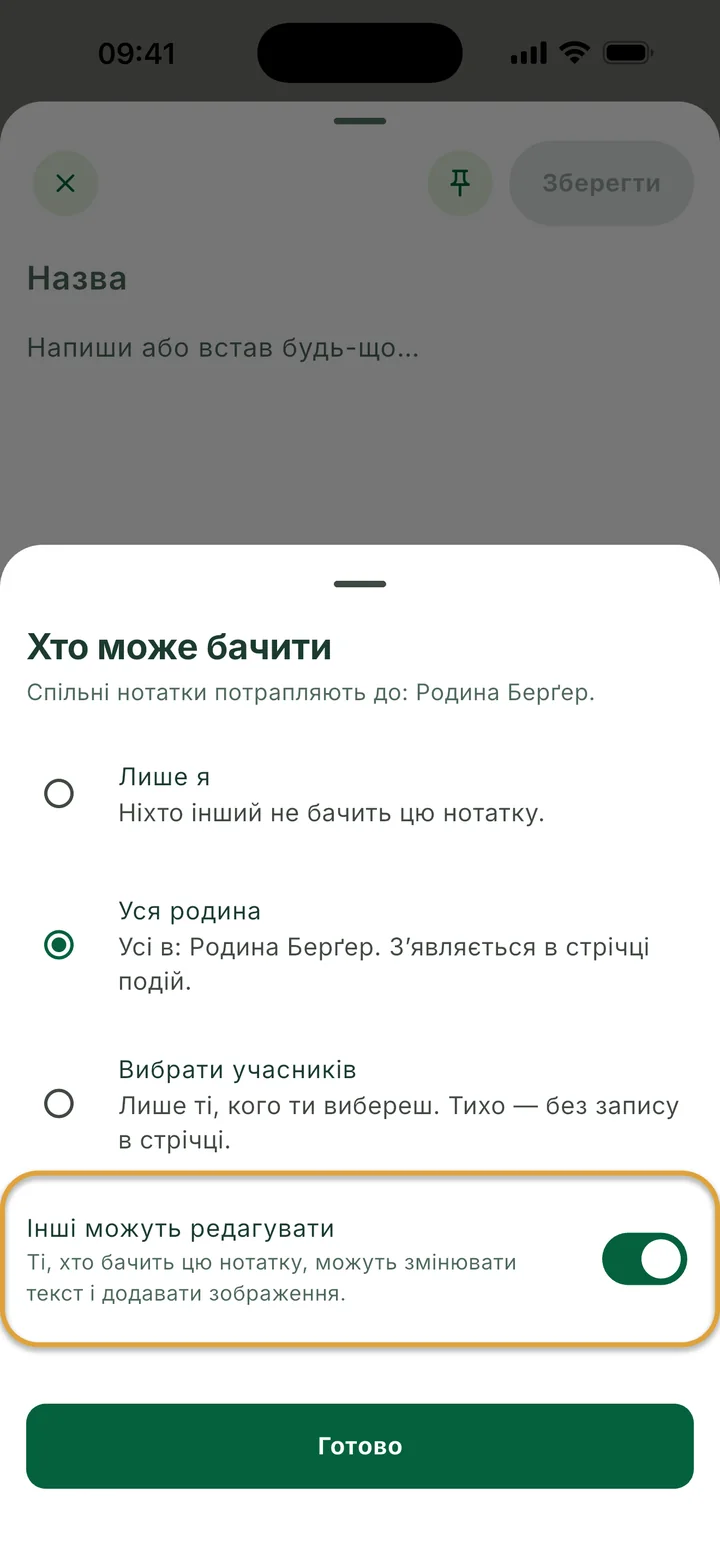 09:41
Зберегти
Назва
Напиши або встав будь-що...
Хто може бачити
Спільні нотатки потрапляють до: Родина Берґер.
Лише я
Ніхто інший не бачить цю нотатку.
Уся родина
Усі в: Родина Берґер. З’являється в стрічці
подій.
Вибрати учасників
Лише ті, кого ти вибереш. Тихо — без запису
в стрічці.
Інші можуть редагувати
Ті, хто бачить цю нотатку, можуть змінювати
текст і додавати зображення.
Готово